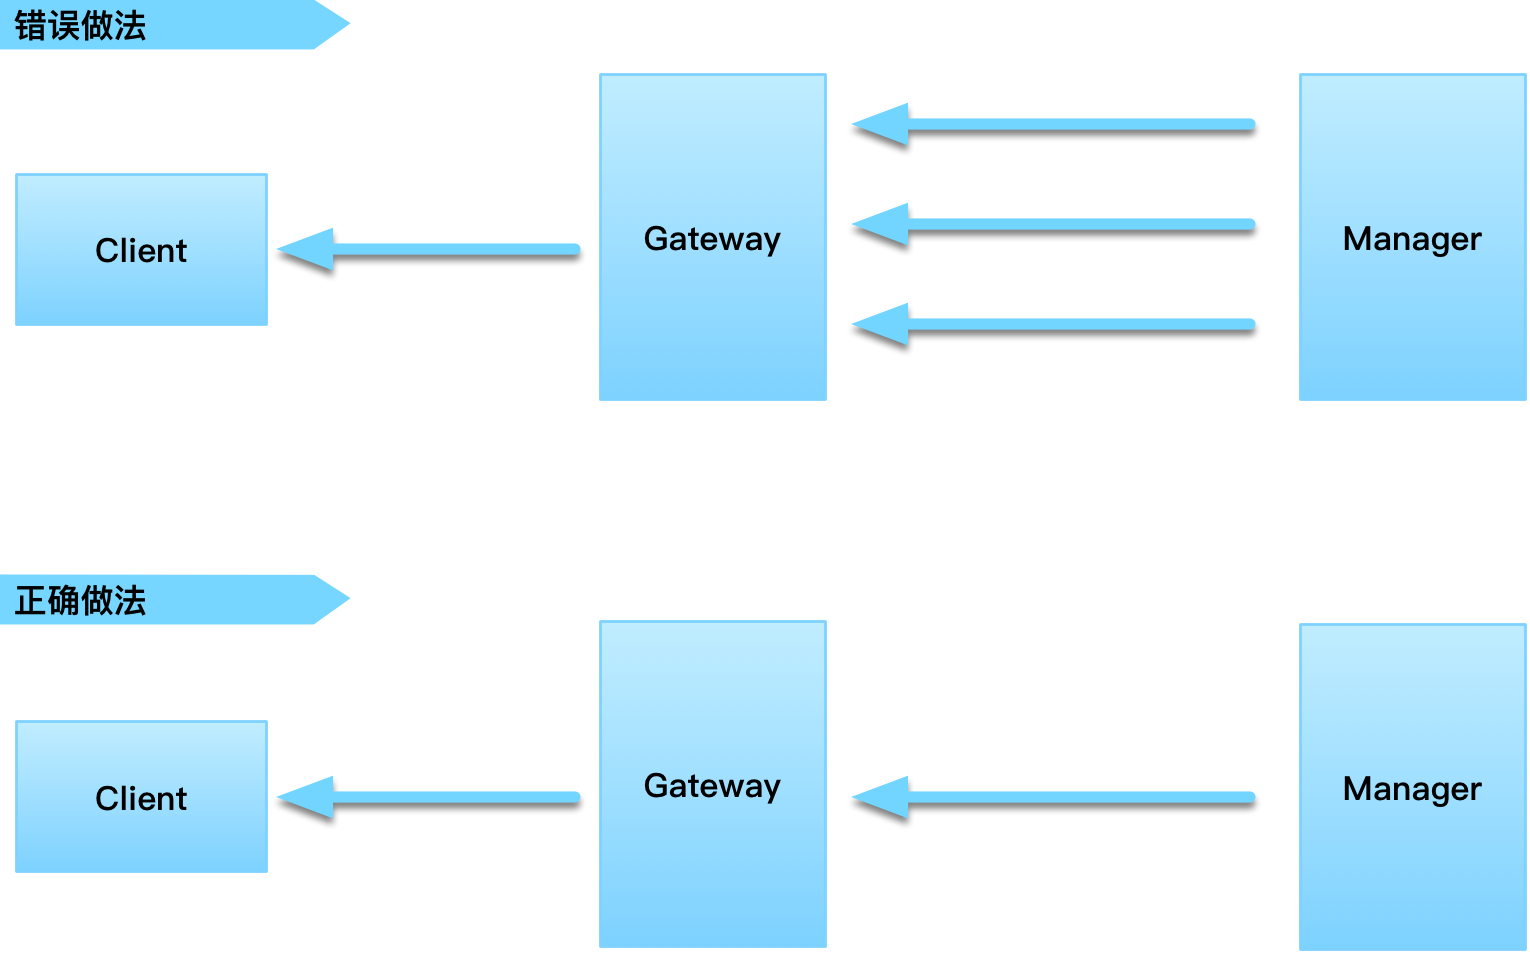 错误做法
Client
Gateway
Manager
正确做法
Client
Gateway
Manager